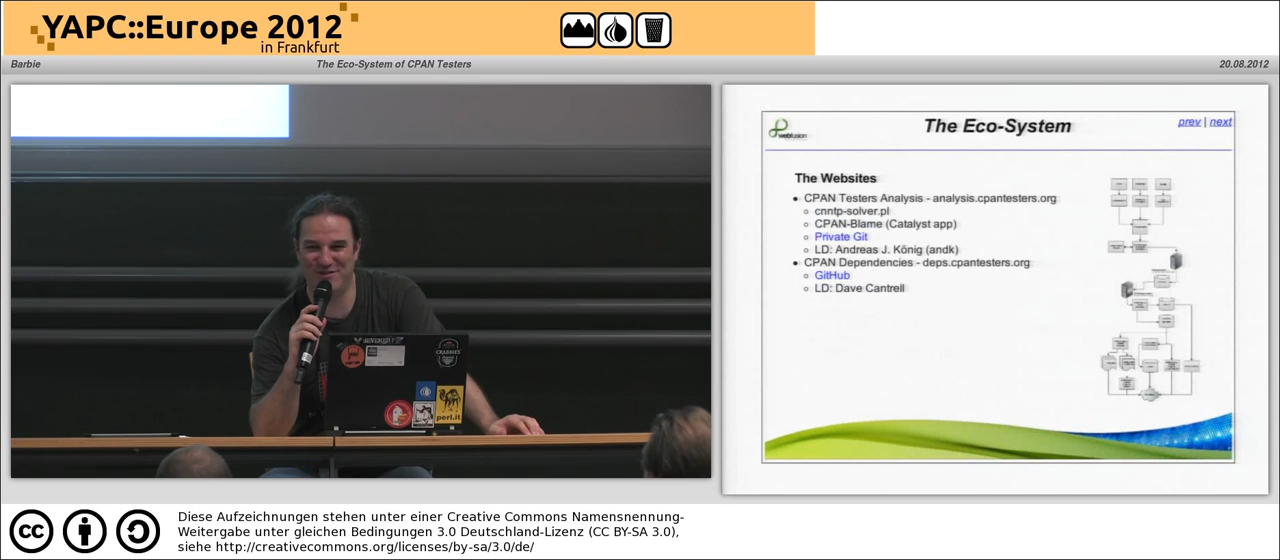 YAPC::Europe 2012
in Frankfurt
Barbie
The Eco-System of CPAN Testers
20.08.2012
CRABBIES
perl.it
webfusion
The Eco-System
prev | next
The Websites
• CPAN Testers Analysis - analysis.cpantesters.org
cnntp-solver.pl
CPAN-Blame (Catalyst app)
Private Git
LD: Andreas J. König (andk)
• CPAN Dependencies - deps.cpantesters.org
GitHub
LD: Dave Cantrell
cc
Diese Aufzeichnungen stehen unter einer Creative Commons Namensnennung-
Weitergabe unter gleichen Bedingungen 3.0 Deutschland-Lizenz (CC BY-SA 3.0),
siehe http://creativecommons.org/licenses/by-sa/3.0/de/